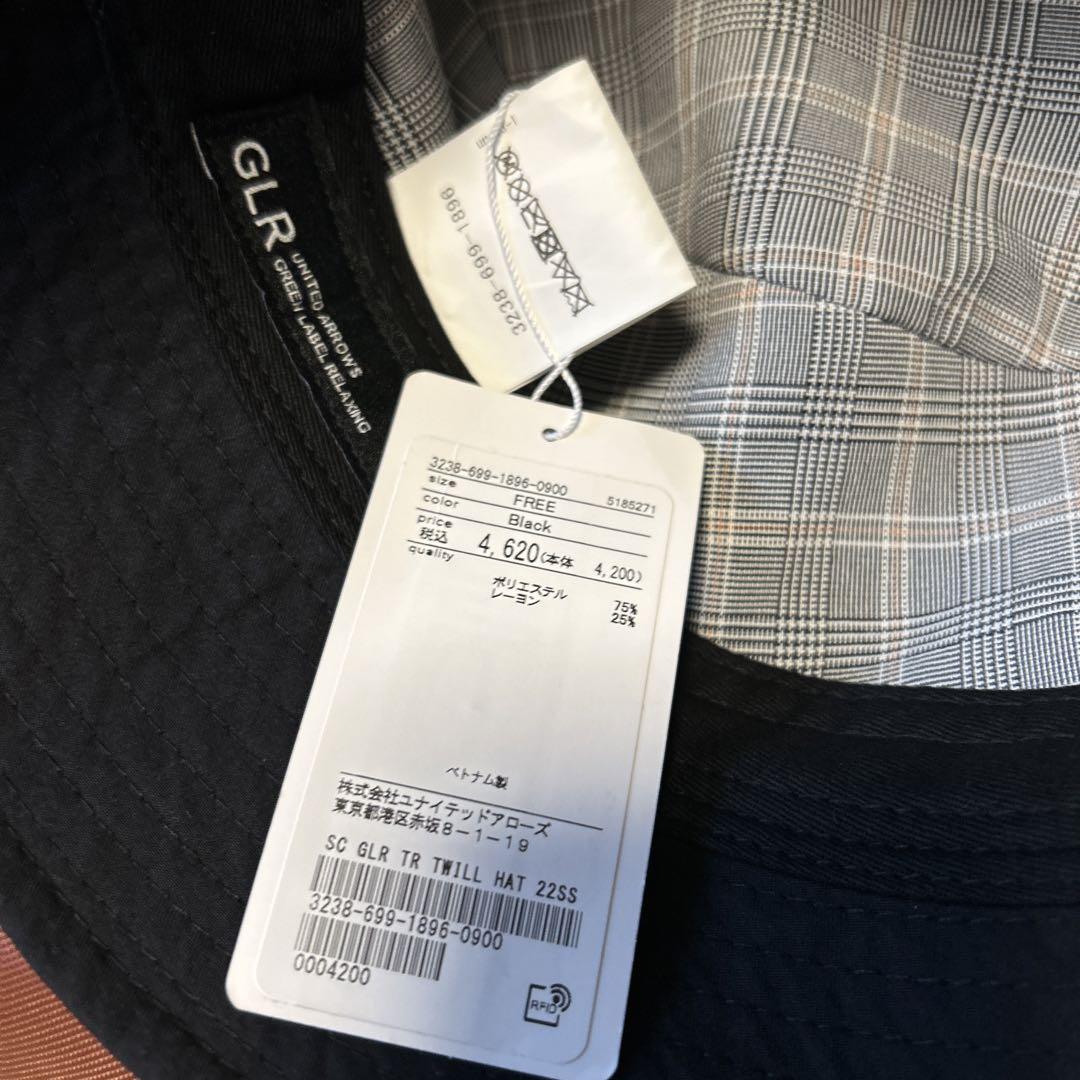 GLR
UNITED ARROWS
GREEN LABEL RELAXING
3238-699-1896
3238-699-1896-0900 5185271
size FREE
color Black
price
税込 4,620(本体 4,200)
quality
ポリエステル 75%
レーヨン 25%
ベトナム製
株式会社ユナイテッドアローズ
東京都港区赤坂8-1-19
SC GLR TR TWILL HAT 22SS
3238-699-1896-0900
0004200
RFID